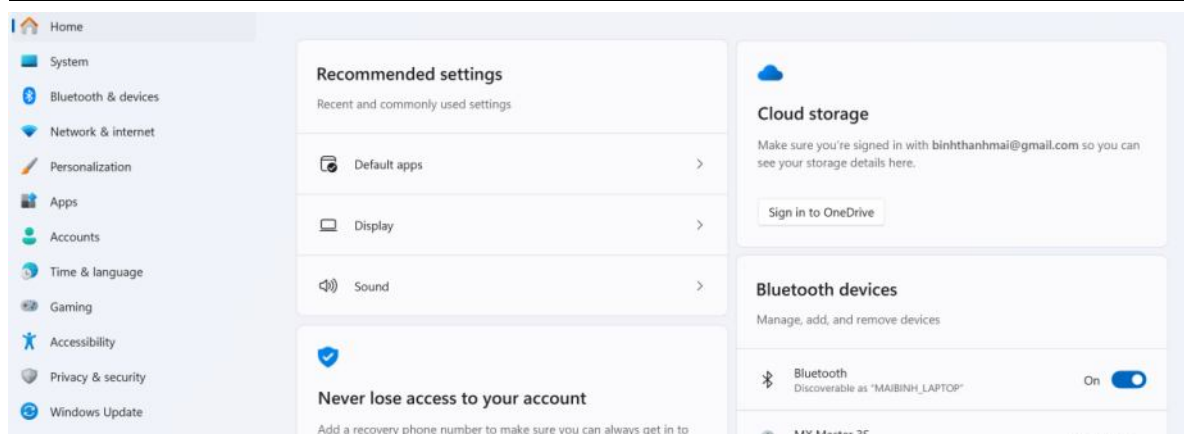 Home
System
Bluetooth & devices
Network & internet
Personalization
Apps
Accounts
Time & language
Gaming
Accessibility
Privacy & security
Windows Update
Recommended settings
Recent and commonly used settings
Default apps
Display
Sound
Never lose access to your account
Add a recovery phone number to make sure you can always get in to
Cloud storage
Make sure you're signed in with binhthanhmai@gmail.com so you can
see your storage details here.
Sign in to OneDrive
Bluetooth devices
Manage, add, and remove devices
Bluetooth
Discoverable as "MAIBINH_LAPTOP"
On
MX Master 3S